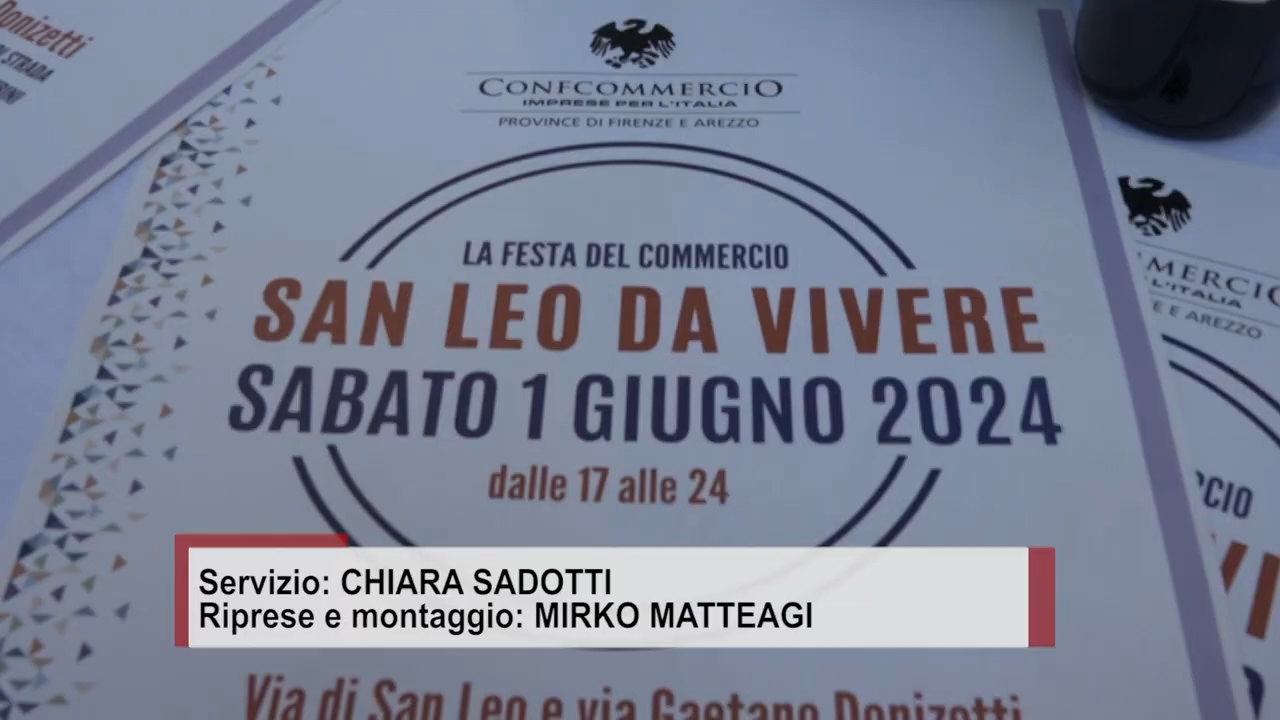 Donizetti
STRADA
CONFCOMMERCIO
IMPRESE PER L'ITALIA
PROVINCE DI FIRENZE E AREZZO
LA FESTA DEL COMMERCIO
SAN LEO DA VIVERE
SABATO 1 GIUGNO 2024
dalle 17 alle 24
MERCIO
L'ITALIA
E AREZZO
RCIO
VI
Servizio: CHIARA SADOTTI
Riprese e montaggio: MIRKO MATTEAGI
Via di San Leo e via Gaetano Donizetti